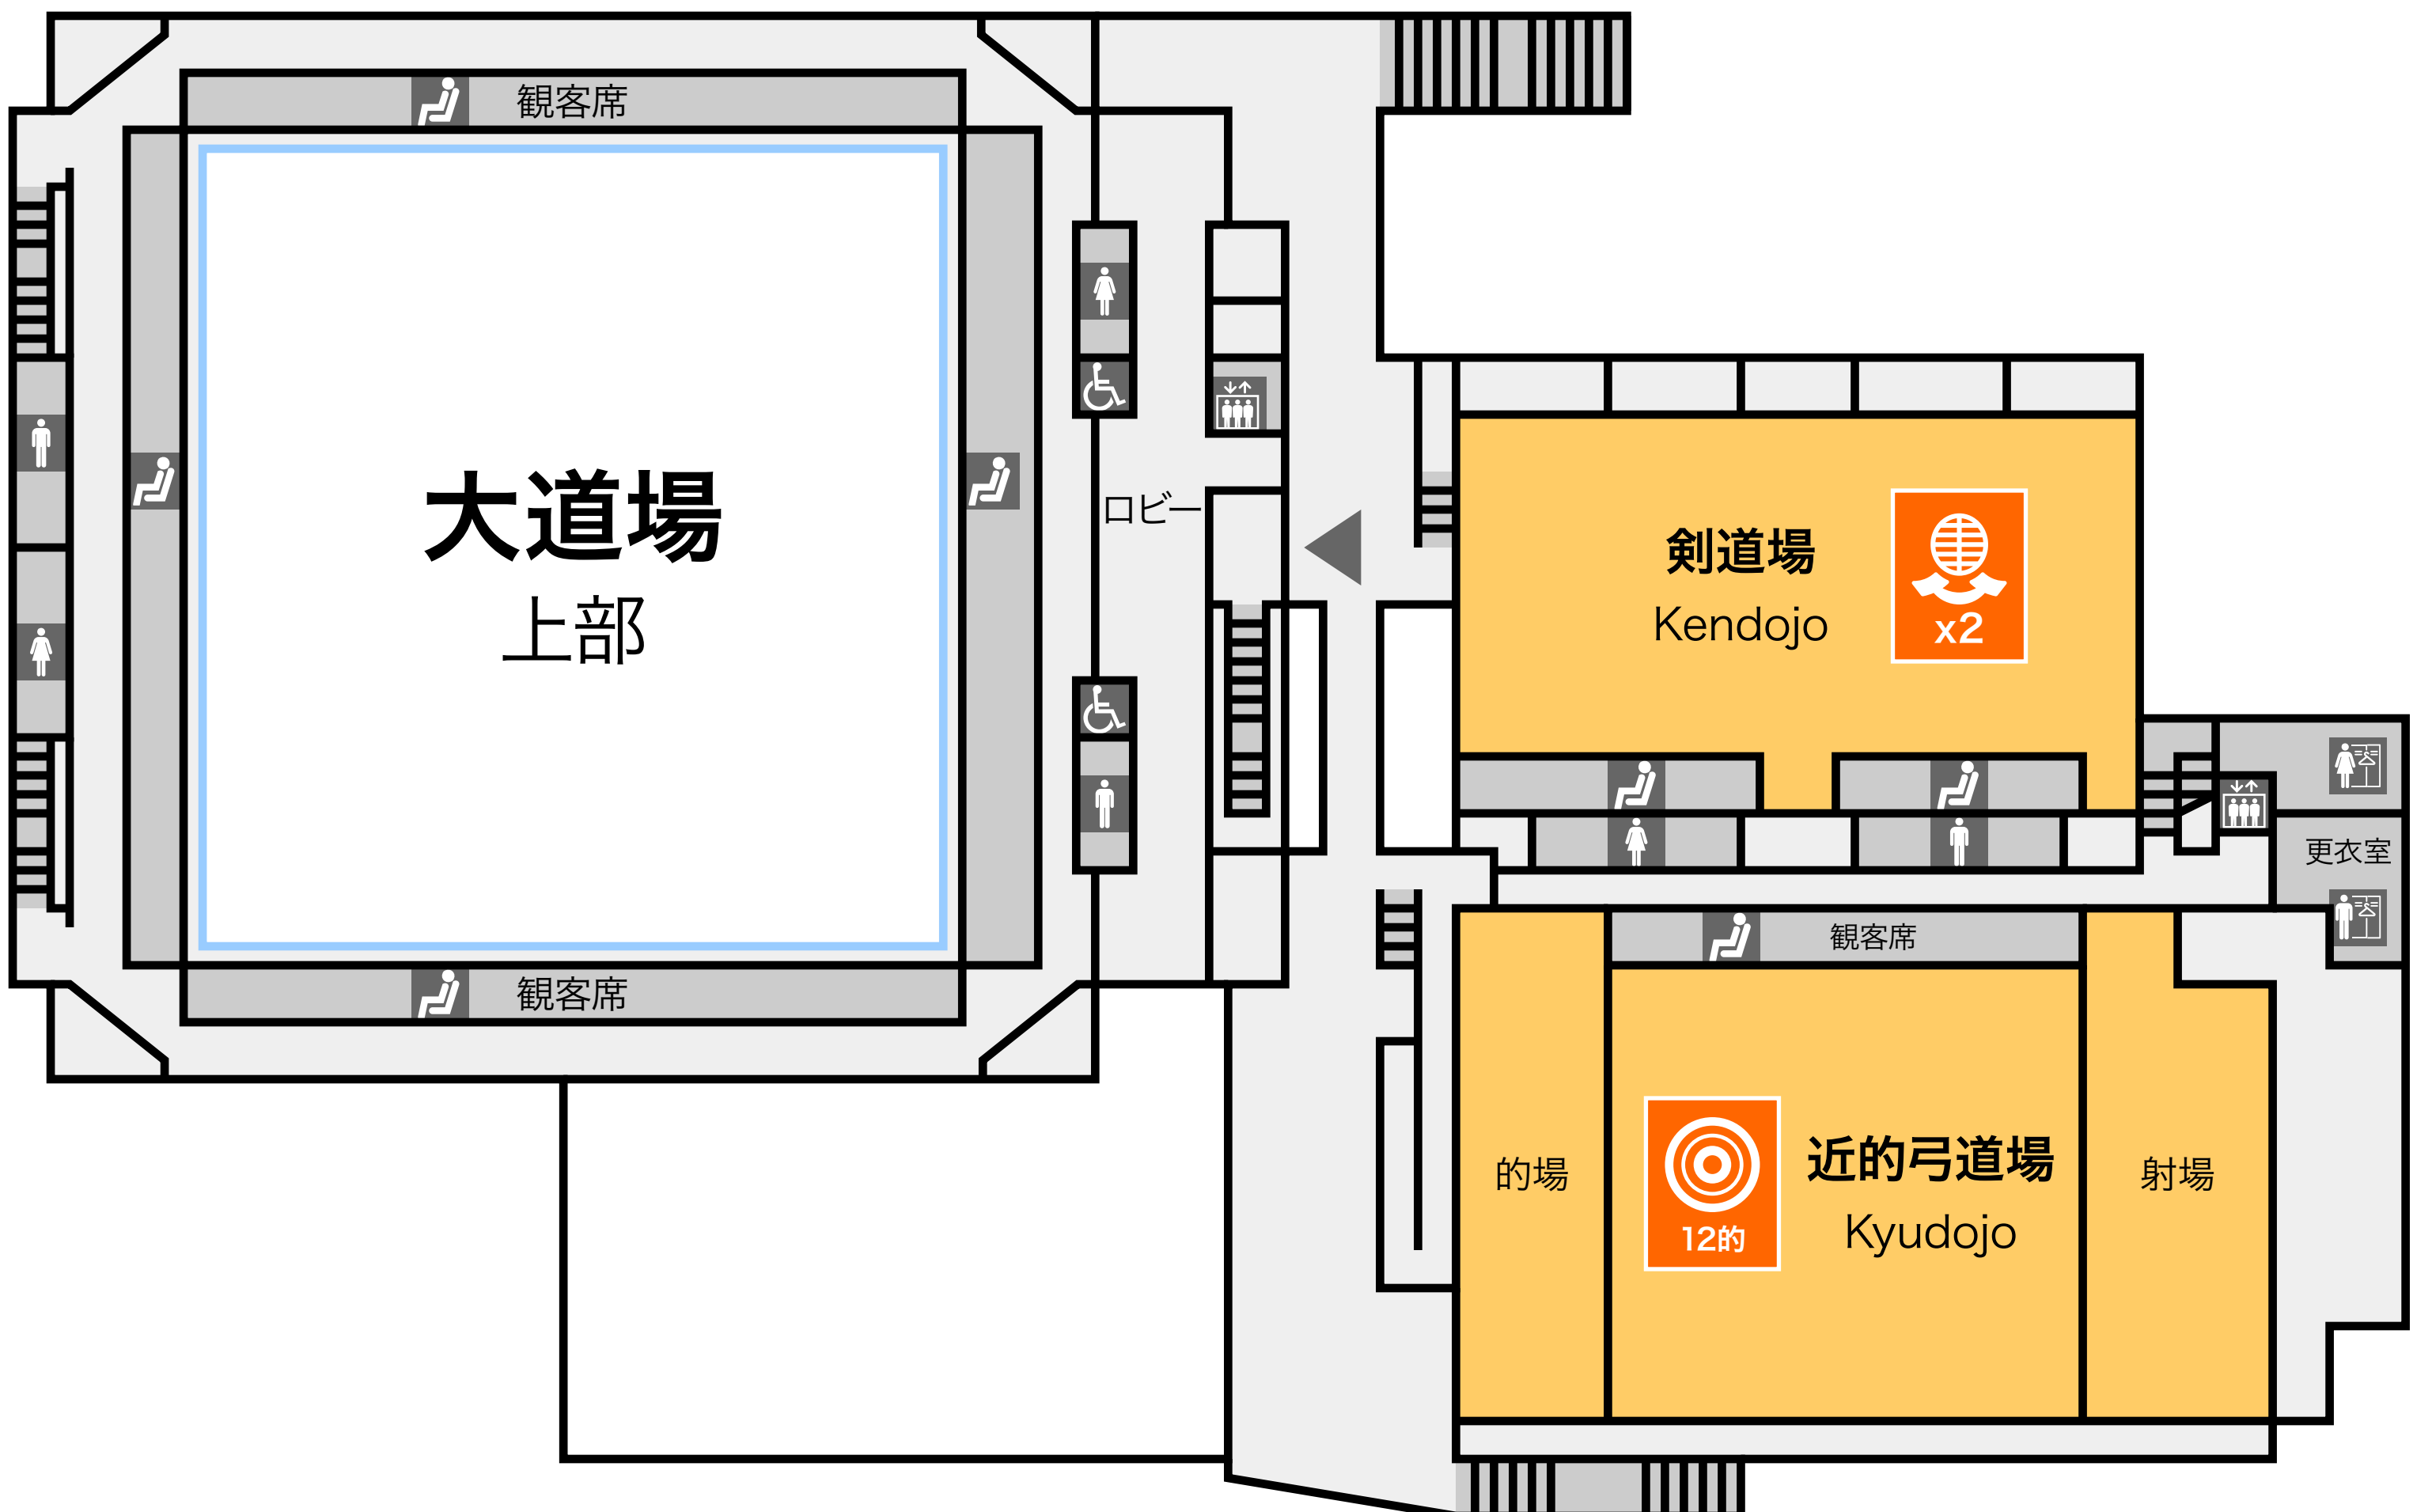 観客席
大道場
上部
観客席
ロビー
剣道場
Kendojo
x2
更衣室
観客席
的場
12的
近的弓道場
Kyudojo
射場